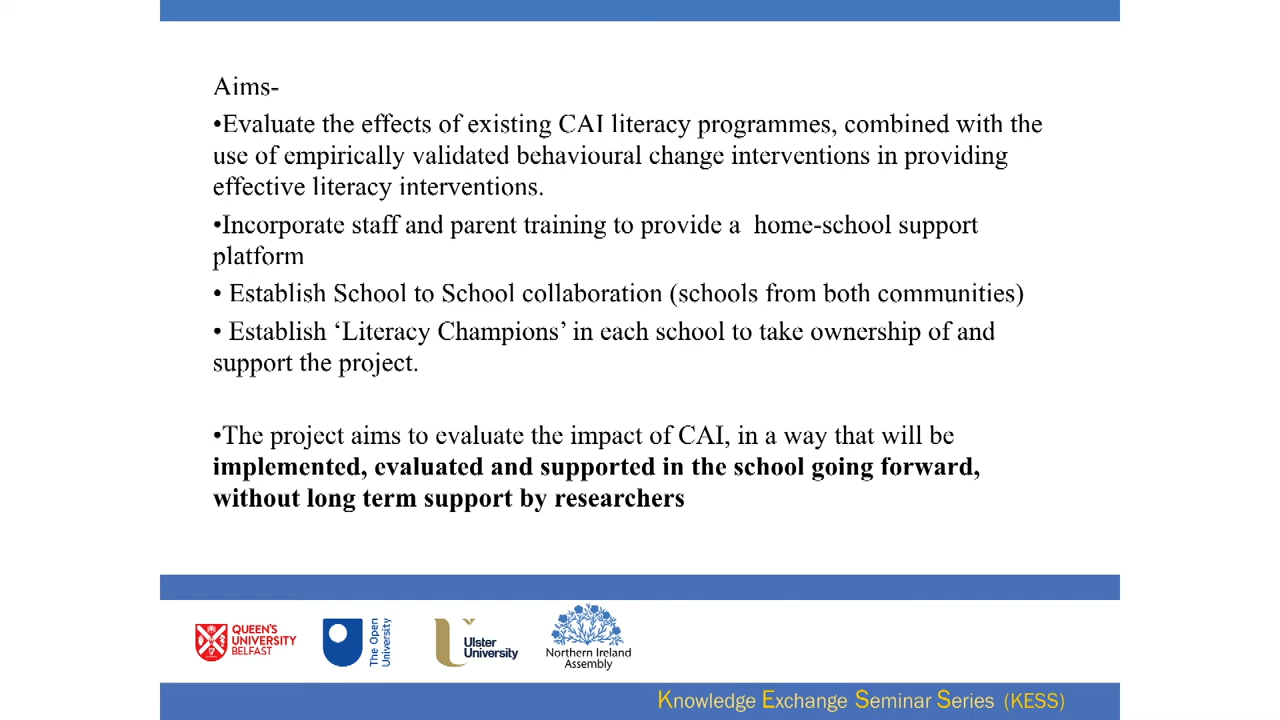 Aims-
•Evaluate the effects of existing CAI literacy programmes, combined with the
use of empirically validated behavioural change interventions in providing
effective literacy interventions.
•Incorporate staff and parent training to provide a  home-school support
platform
• Establish School to School collaboration (schools from both communities)
• Establish ‘Literacy Champions’ in each school to take ownership of and
support the project.
•The project aims to evaluate the impact of CAI, in a way that will be
implemented, evaluated and supported in the school going forward,
without long term support by researchers
QUEEN'S
UNIVERSITY
BELFAST
The Open
University
Ulster
University
Northern Ireland
Assembly
Knowledge Exchange Seminar Series (KESS)